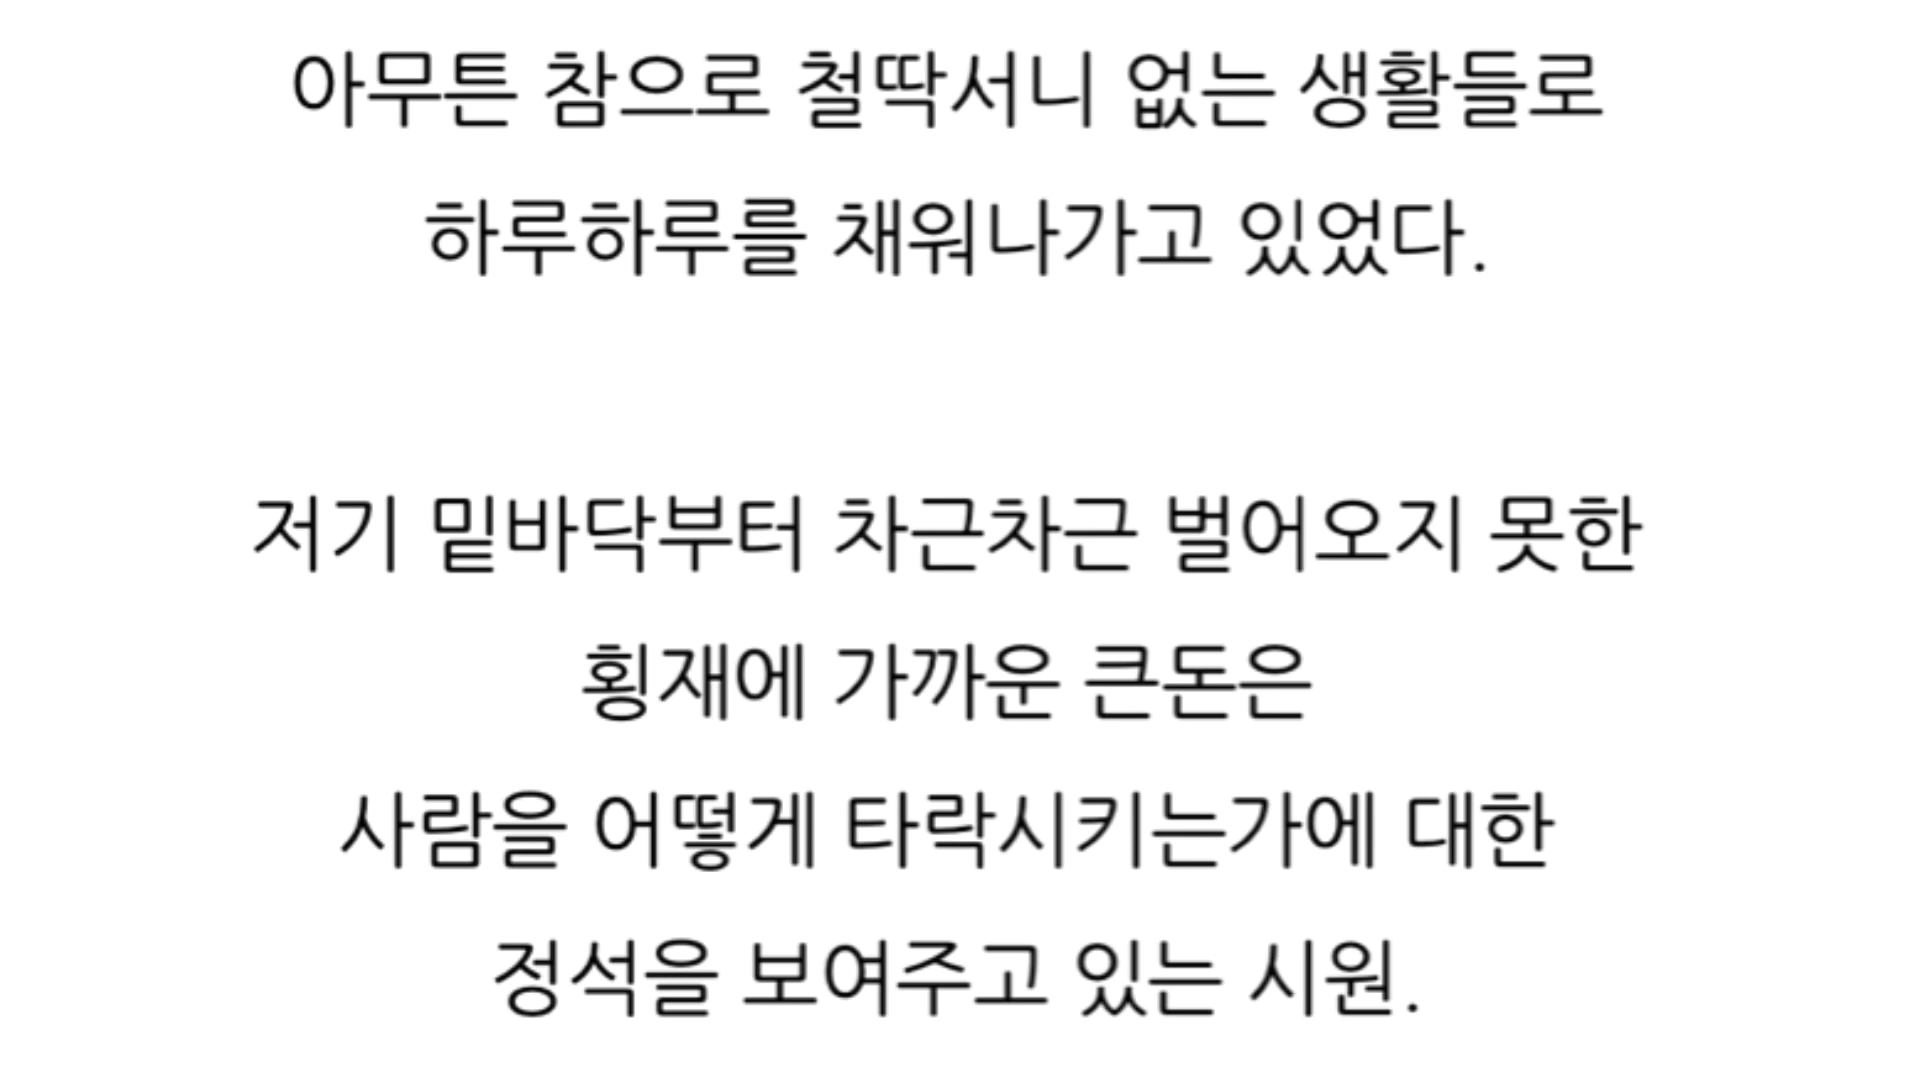 아무튼 참으로 철딱서니 없는 생활들로
하루하루를 채워나가고 있었다.
저기 밑바닥부터 차근차근 벌어오지 못한
횡재에 가까운 큰돈은
사람을 어떻게 타락시키는가에 대한
정석을 보여주고 있는 시원.